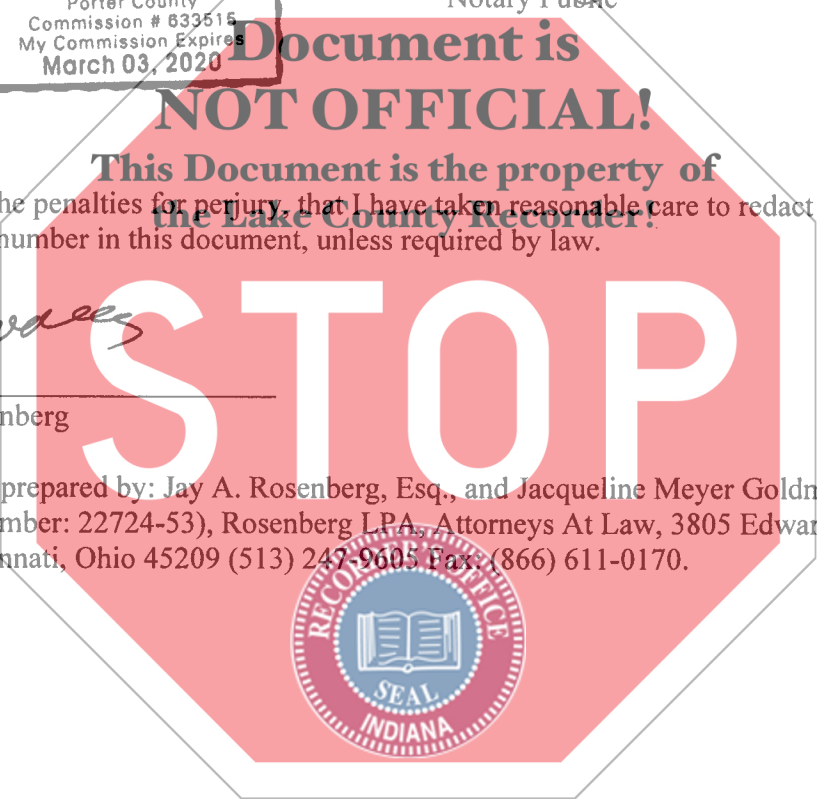 Porter County
Notary Public
Commission # 633515
My Commission Expires
March 03, 2020
Document is
NOT OFFICIAL!
This Document is the property of
the Lake County Recorder!
he penalties for perjury, that I have taken reasonable care to redact
number in this document, unless required by law.
STOP
nberg
prepared by: Jay A. Rosenberg, Esq., and Jacqueline Meyer Goldm
mber: 22724-53), Rosenberg LPA, Attorneys At Law, 3805 Edwar
nnati, Ohio 45209 (513) 247-9605 Fax: (866) 611-0170.
RECORDER'S OFFICE
SEAL
INDIANA